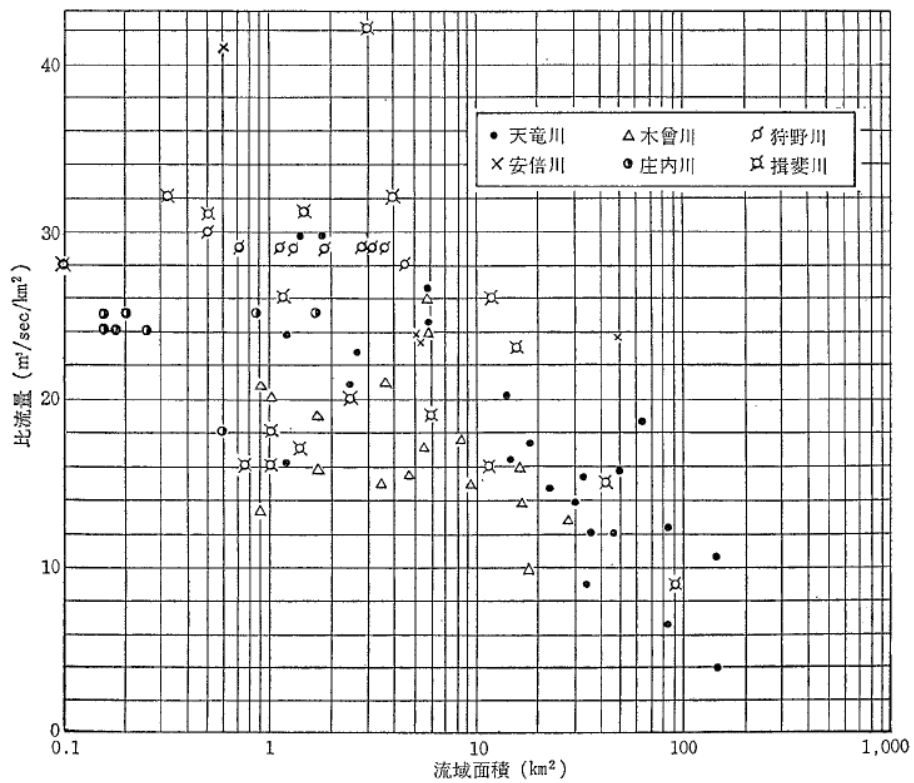 40
30
20
10
0
0.1
1
10
100
1,000
比流量 (m³/sec/km²)
流域面積 (km²)
天竜川 木曾川 狩野川
安倍川 庄内川 揖斐川